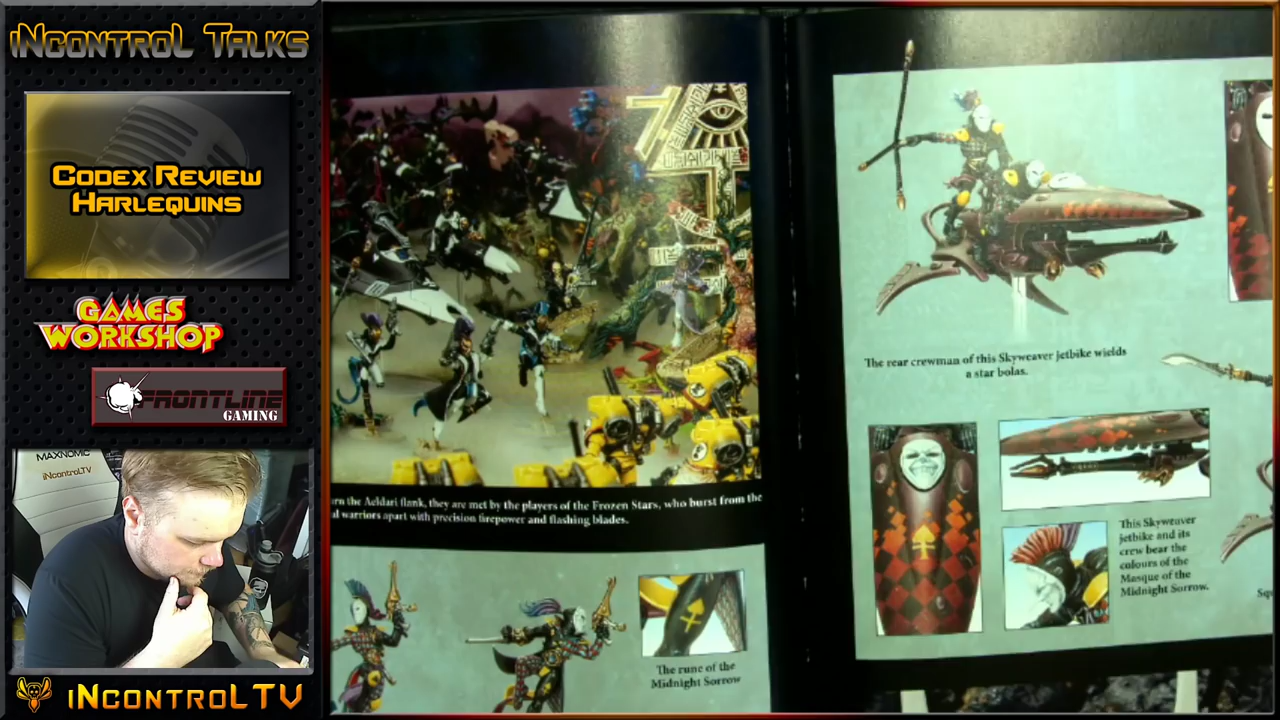 iNcontroL Talks
Codex Review
Harlequins
GAMES
WORKSHOP
FRONTLINE
GAMING
MAXNOMIC
iNcontroLTV
iNcontroLTV
the Aeldari flank, they are met by the players of the Frozen Stars, who burst from the
warriors apart with precision firepower and flashing blades.
The rune of the
Midnight Sorrow
The rear crewman of this Skyweaver jetbike wields
a star bolas.
This Skyweaver
jetbike and its
crew bear the
colours of the
Masque of the
Midnight Sorrow.